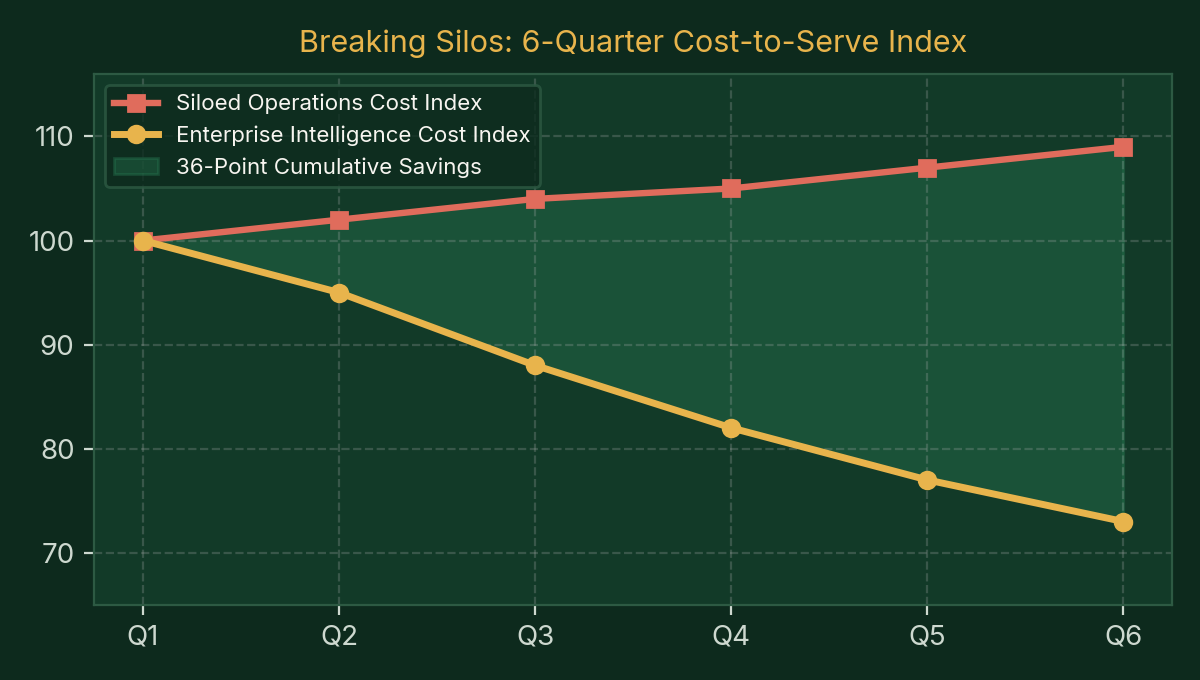 Breaking Silos: 6-Quarter Cost-to-Serve Index
Siloed Operations Cost Index
Enterprise Intelligence Cost Index
36-Point Cumulative Savings
110
100
90
80
70
Q1 Q2 Q3 Q4 Q5 Q6